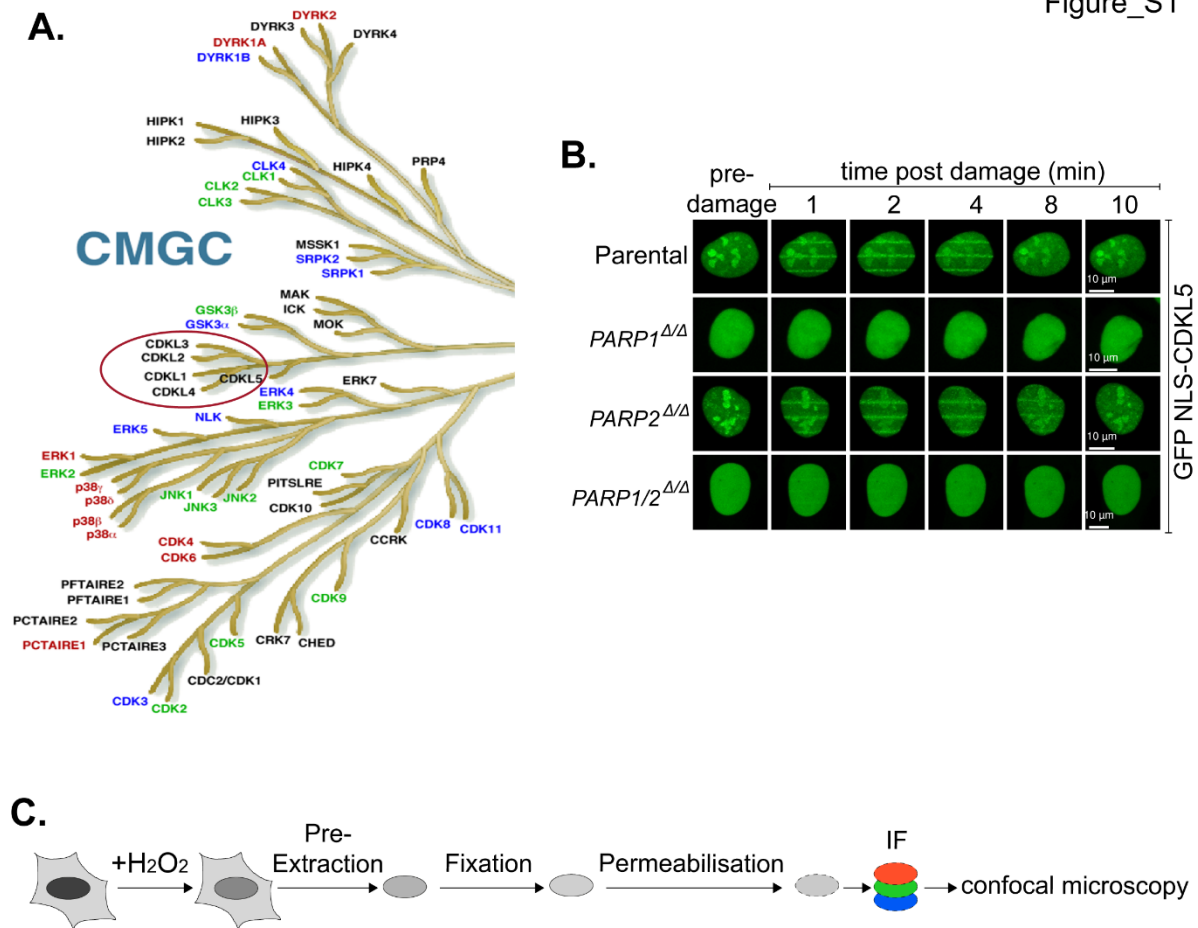 Figure_S1
A.
DYRK2
DYRK3
DYRK4
DYRK1A
DYRK1B
HIPK1
HIPK3
HIPK2
CLK4
HIPK4
PRP4
CLK1
CLK2
CLK3
CMGC
MSSK1
SRPK2
SRPK1
MAK
GSK3β
ICK
GSK3α
MOK
CDKL3
CDKL2
CDKL1
CDKL5
CDKL4
ERK7
ERK4
ERK3
NLK
ERK5
ERK1
ERK2
p38γ
p38δ
p38β
p38α
JNK1
JNK2
JNK3
CDK7
PITSLRE
CDK10
CDK8
CDK11
CCRK
CDK4
CDK6
PFTAIRE2
PFTAIRE1
CDK9
PCTAIRE2
PCTAIRE1
PCTAIRE3
CDK5
CRK7
CHED
CDC2/CDK1
CDK3
CDK2
B.
pre-
damage
time post damage (min)
1 2 4 8 10
Parental
10 µm
PARP1Δ/Δ
10 µm
PARP2Δ/Δ
10 µm
PARP1/2Δ/Δ
10 µm
GFP NLS-CDKL5
C.
+H2O2
Pre-
Extraction
Fixation
Permeabilisation
IF
confocal microscopy